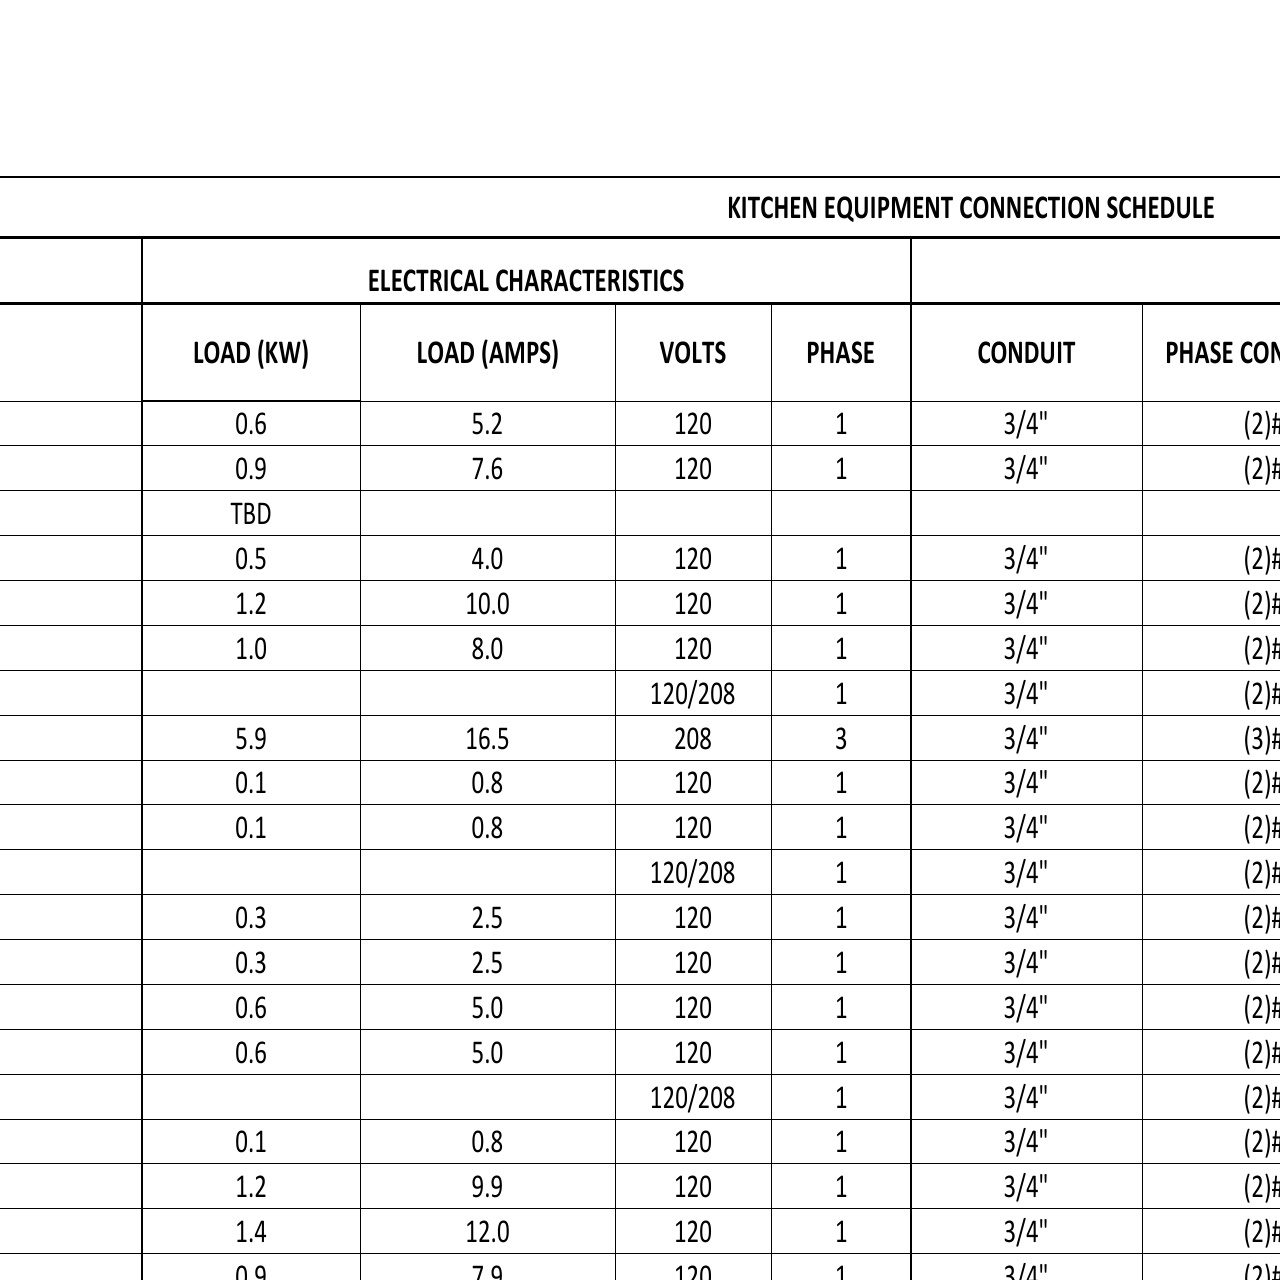 KITCHEN EQUIPMENT CONNECTION SCHEDULE
ELECTRICAL CHARACTERISTICS
LOAD (KW) LOAD (AMPS) VOLTS PHASE CONDUIT PHASE CON
0.6 5.2 120 1 3/4" (2)#
0.9 7.6 120 1 3/4" (2)#
TBD
0.5 4.0 120 1 3/4" (2)#
1.2 10.0 120 1 3/4" (2)#
1.0 8.0 120 1 3/4" (2)#
120/208 1 3/4" (2)#
5.9 16.5 208 3 3/4" (3)#
0.1 0.8 120 1 3/4" (2)#
0.1 0.8 120 1 3/4" (2)#
120/208 1 3/4" (2)#
0.3 2.5 120 1 3/4" (2)#
0.3 2.5 120 1 3/4" (2)#
0.6 5.0 120 1 3/4" (2)#
0.6 5.0 120 1 3/4" (2)#
120/208 1 3/4" (2)#
0.1 0.8 120 1 3/4" (2)#
1.2 9.9 120 1 3/4" (2)#
1.4 12.0 120 1 3/4" (2)#
0.9 7.9 120 1 3/4" (2)#